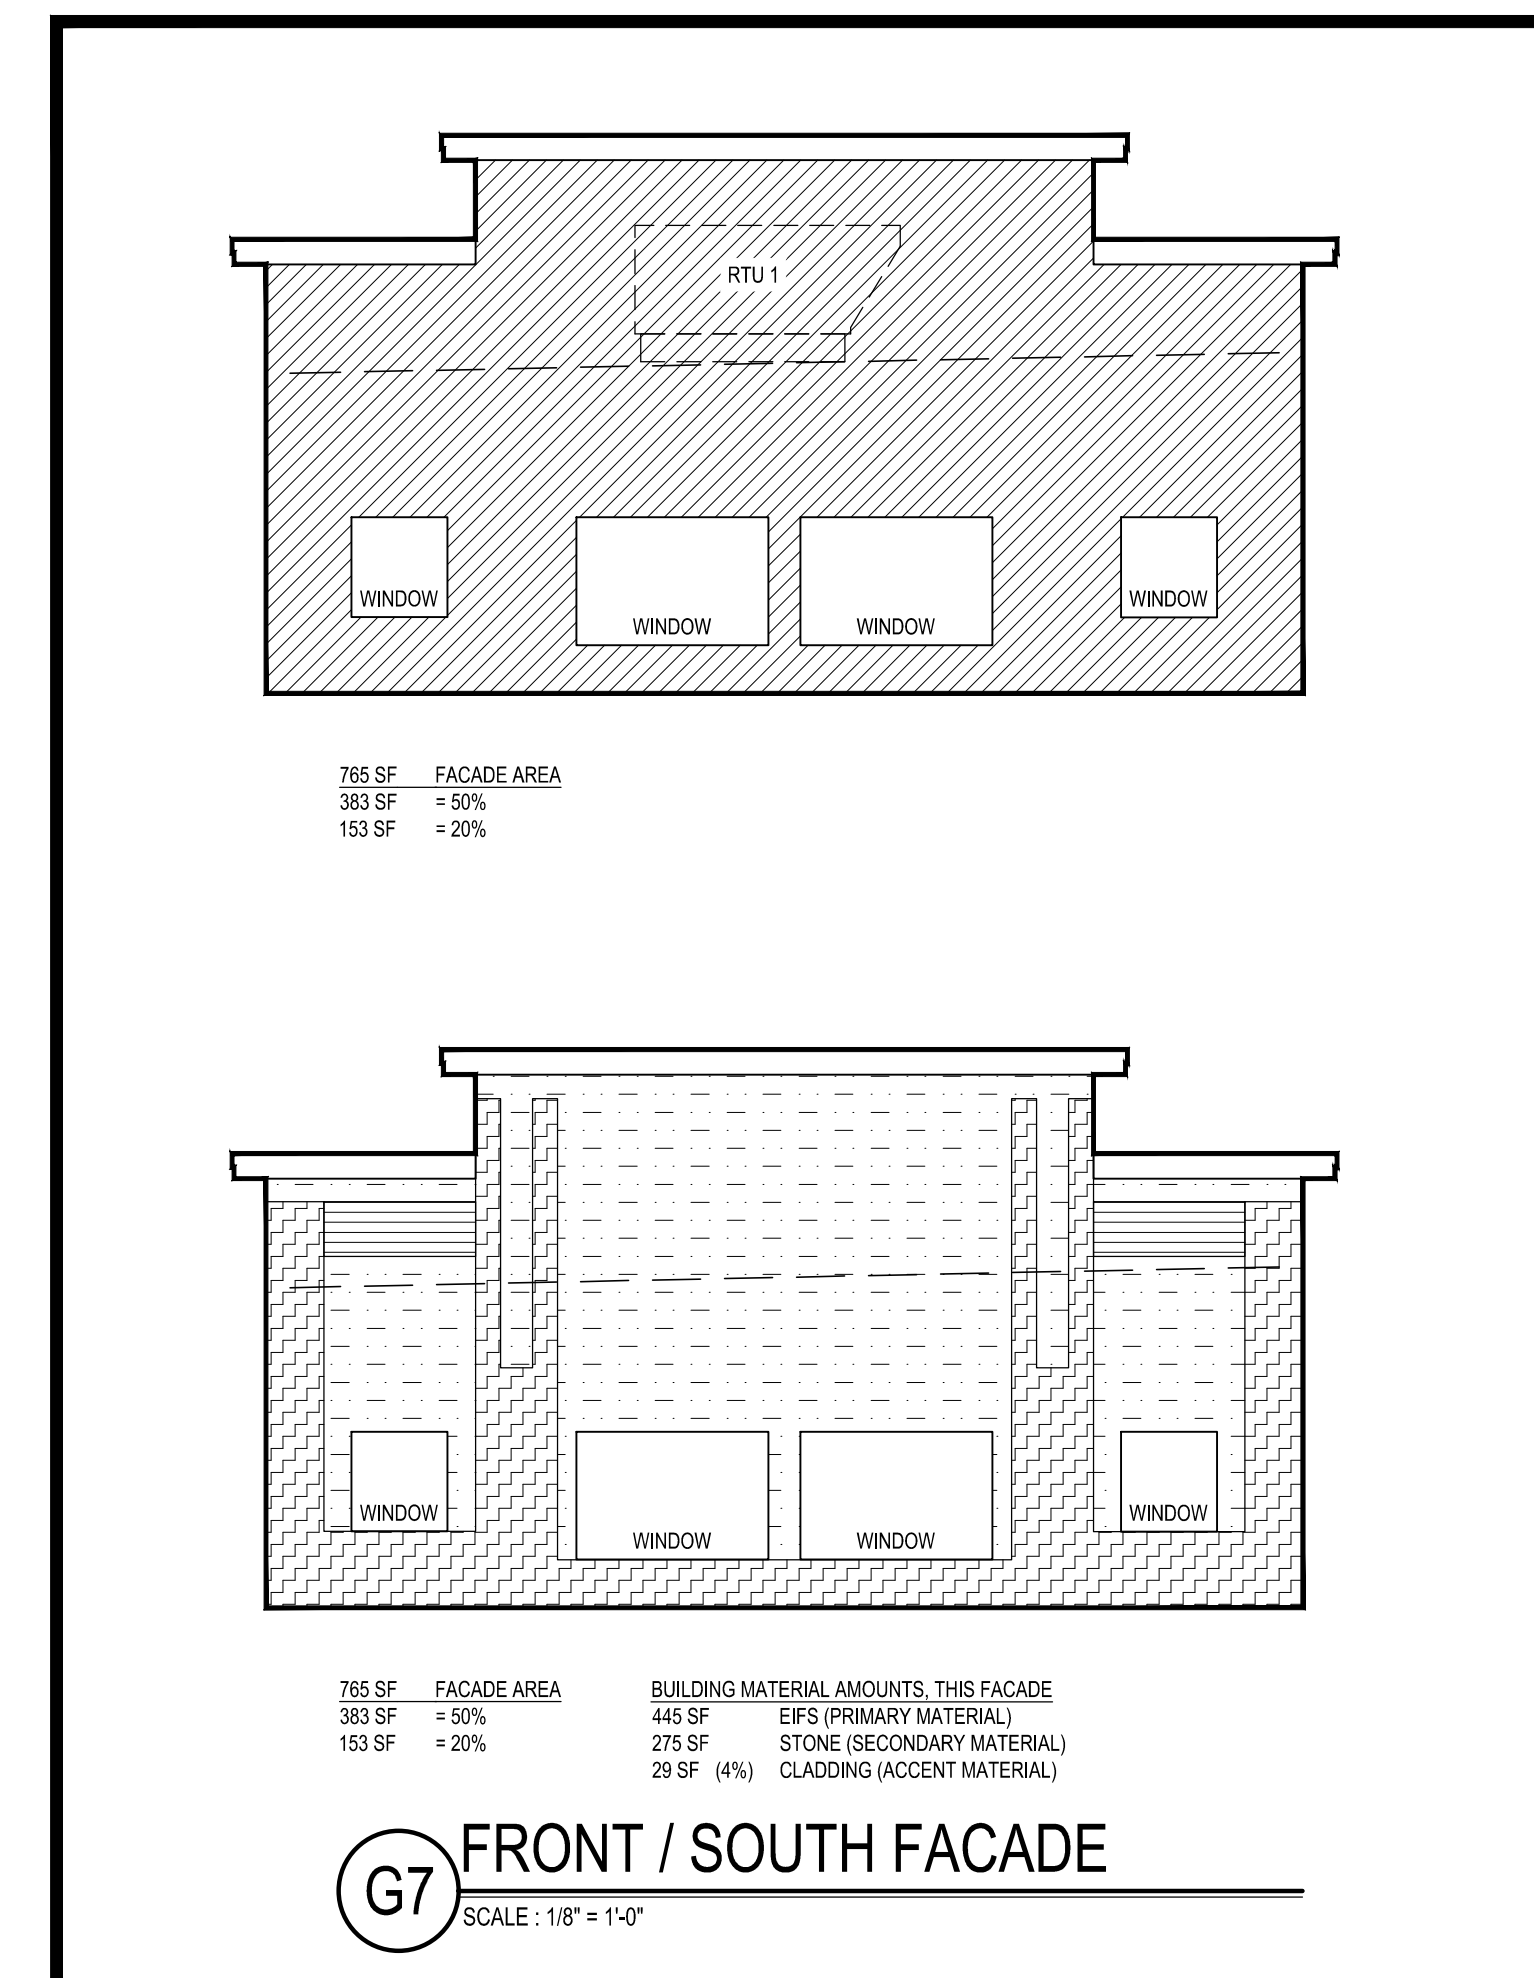 RTU 1
WINDOW WINDOW WINDOW WINDOW
765 SF FACADE AREA
383 SF = 50%
153 SF = 20%
WINDOW WINDOW WINDOW WINDOW
765 SF FACADE AREA
383 SF = 50%
153 SF = 20%
BUILDING MATERIAL AMOUNTS, THIS FACADE
445 SF EIFS (PRIMARY MATERIAL)
275 SF STONE (SECONDARY MATERIAL)
29 SF (4%) CLADDING (ACCENT MATERIAL)
G7 FRONT / SOUTH FACADE
SCALE : 1/8" = 1'-0"